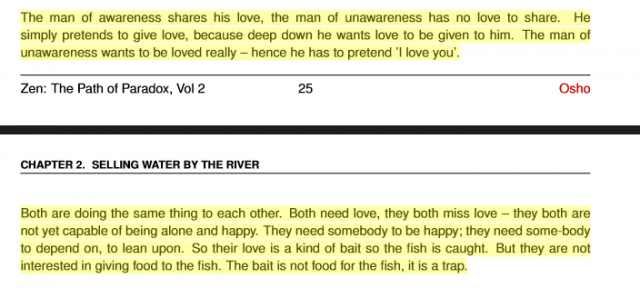 The man of awareness shares his love, the man of unawareness has no love to share. He
simply pretends to give love, because deep down he wants love to be given to him. The man of
unawareness wants to be loved really – hence he has to pretend 'I love you'.
Zen: The Path of Paradox, Vol 2 25 Osho
CHAPTER 2. SELLING WATER BY THE RIVER
Both are doing the same thing to each other. Both need love, they both miss love – they both are
not yet capable of being alone and happy. They need somebody to be happy; they need some-body
to depend on, to lean upon. So their love is a kind of bait so the fish is caught. But they are not
interested in giving food to the fish. The bait is not food for the fish, it is a trap.